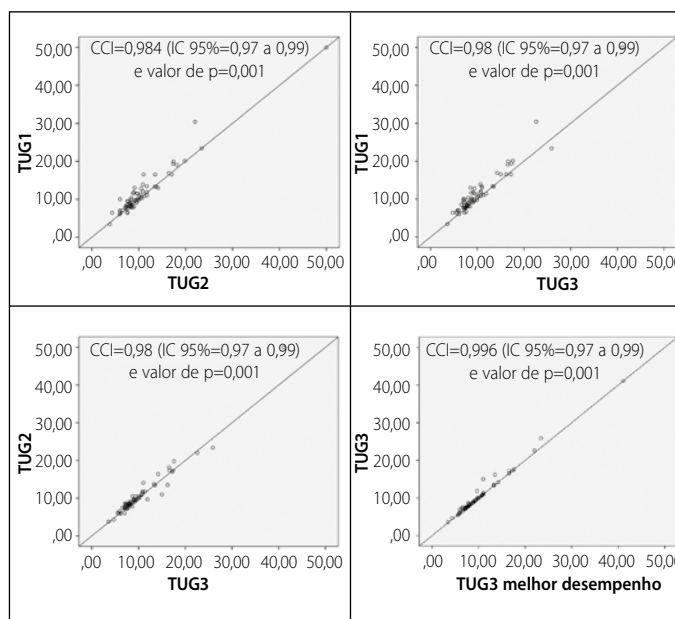 CCI=0,984 (IC 95%=0,97 a 0,99)
e valor de p=0,001
50,00
40,00
30,00
20,00
10,00
,00
TUG1
,00 10,00 20,00 30,00 40,00 50,00
TUG2
CCI=0,98 (IC 95%=0,97 a 0,99)
e valor de p=0,001
50,00
40,00
30,00
20,00
10,00
,00
TUG1
,00 10,00 20,00 30,00 40,00 50,00
TUG3
CCI=0,98 (IC 95%=0,97 a 0,99)
e valor de p=0,001
50,00
40,00
30,00
20,00
10,00
,00
TUG2
,00 10,00 20,00 30,00 40,00 50,00
TUG3
CCI=0,996 (IC 95%=0,97 a 0,99)
e valor de p=0,001
50,00
40,00
30,00
20,00
10,00
,00
TUG3
,00 10,00 20,00 30,00 40,00 50,00
TUG3 melhor desempenho